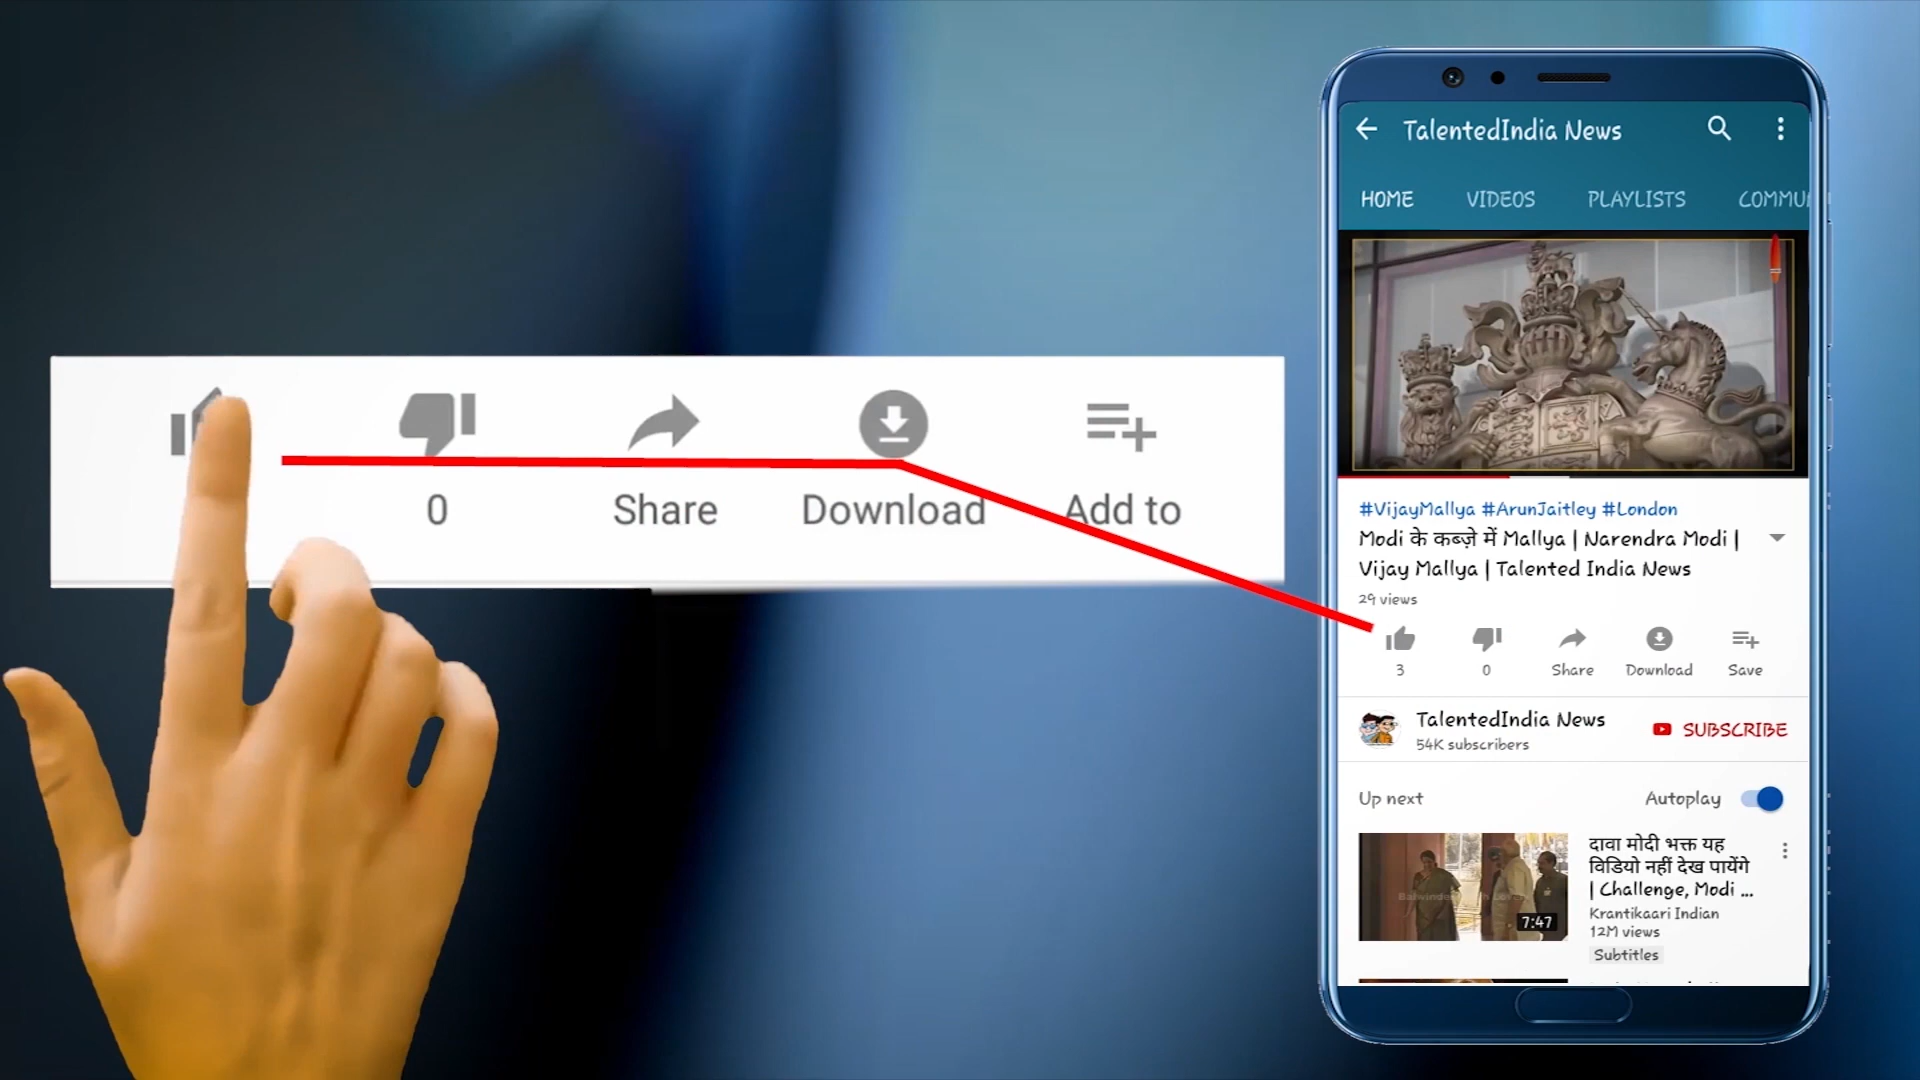 0
Share
Download
Add to
TalentedIndia News
HOME
VIDEOS
PLAYLISTS
COMMU
#VijayMallya #ArunJaitley #London
Modi के कब्ज़े में Mallya | Narendra Modi |
Vijay Mallya | Talented India News
29 views
3
0
Share
Download
Save
TalentedIndia News
54K subscribers
SUBSCRIBE
Up next
Autoplay
7:47
दावा मोदी भक्त यह
विडियो नहीं देख पायेंगे
| Challenge, Modi ...
Krantikaari Indian
12M views
Subtitles